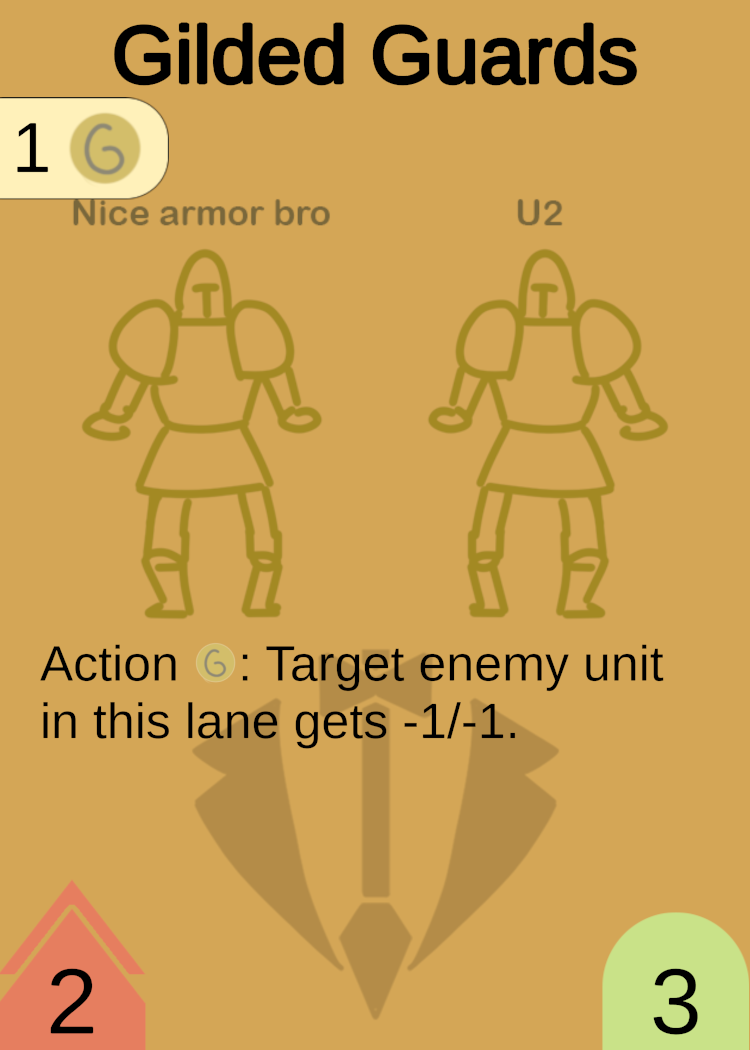 Gilded Guards
1 G
Nice armor bro U2
Action G: Target enemy unit
in this lane gets -1/-1.
2 3